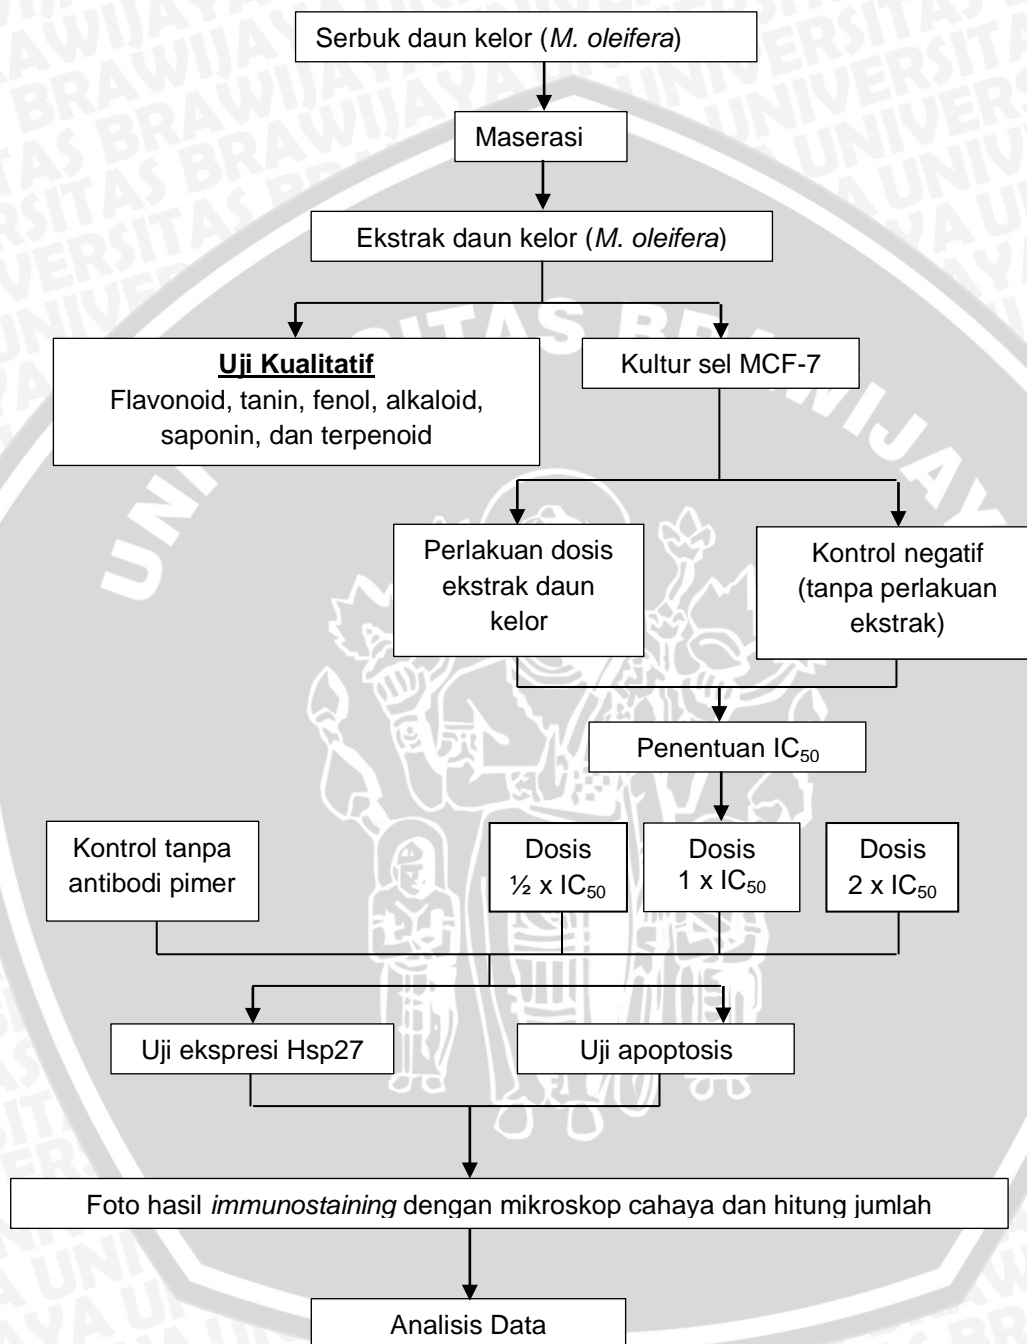 Serbuk daun kelor (M. oleifera)
Maserasi
Ekstrak daun kelor (M. oleifera)
Uji Kualitatif
Flavonoid, tanin, fenol, alkaloid,
saponin, dan terpenoid
Kultur sel MCF-7
Perlakuan dosis
ekstrak daun
kelor
Kontrol negatif
(tanpa perlakuan
ekstrak)
Penentuan IC50
Kontrol tanpa
antibodi pimer
Dosis
½ x IC50
Dosis
1 x IC50
Dosis
2 x IC50
Uji ekspresi Hsp27
Uji apoptosis
Foto hasil immunostaining dengan mikroskop cahaya dan hitung jumlah
Analisis Data